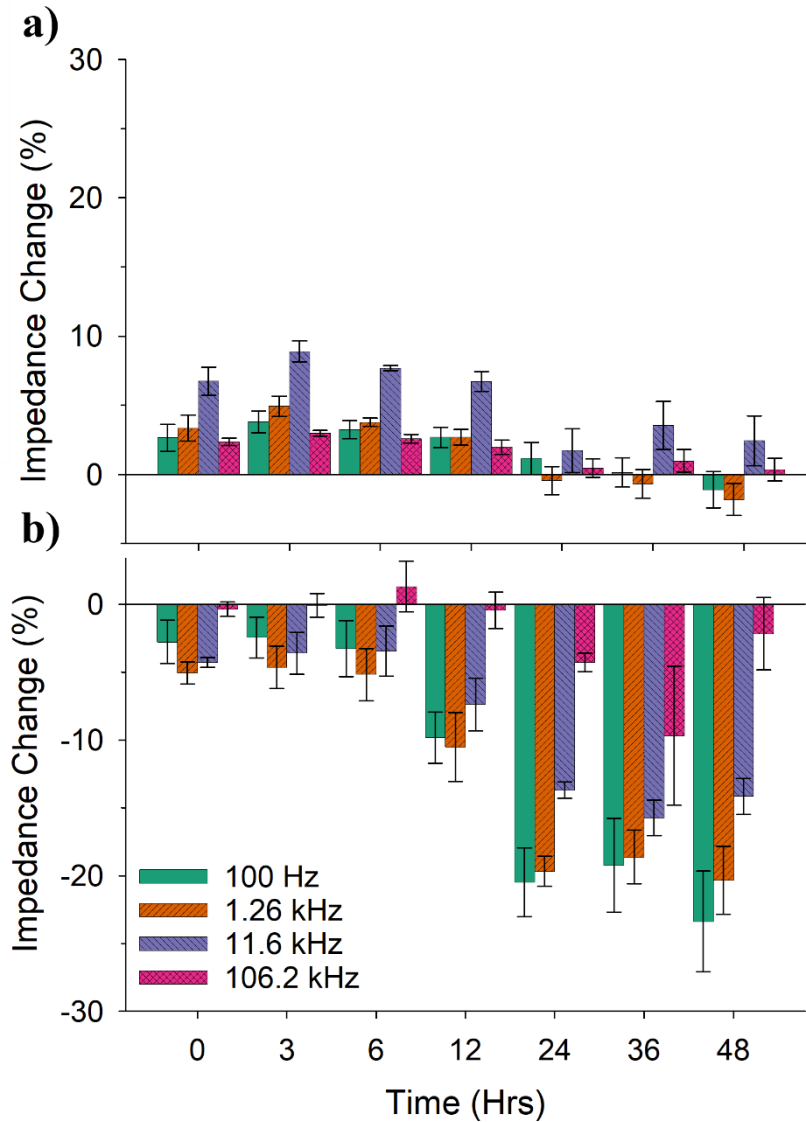 a)
30
20
10
0
Impedance Change (%)
b)
0
-10
-20
-30
Impedance Change (%)
100 Hz
1.26 kHz
11.6 kHz
106.2 kHz
0 3 6 12 24 36 48
Time (Hrs)